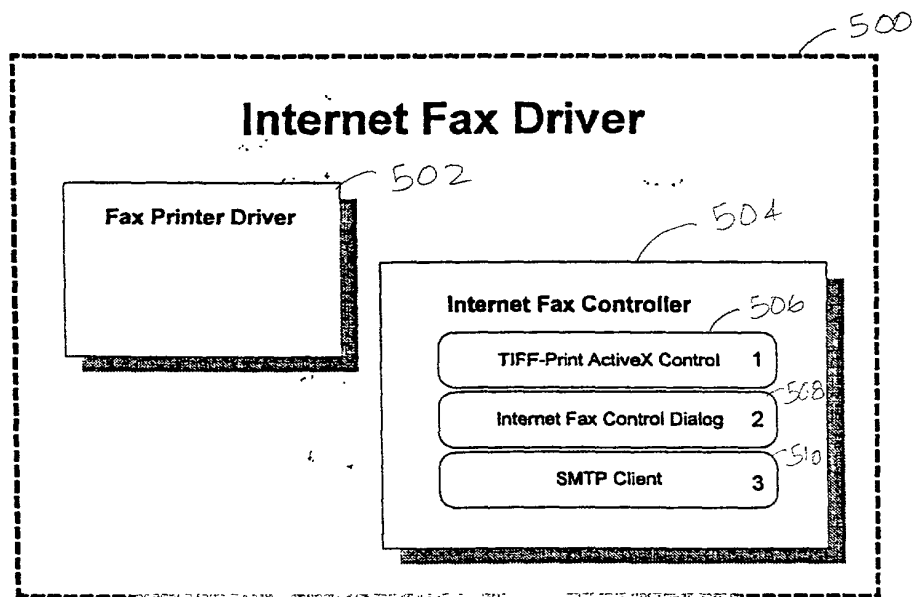 500
Internet Fax Driver
502
Fax Printer Driver
504
Internet Fax Controller
506
TIFF-Print ActiveX Control 1
508
Internet Fax Control Dialog 2
510
SMTP Client 3